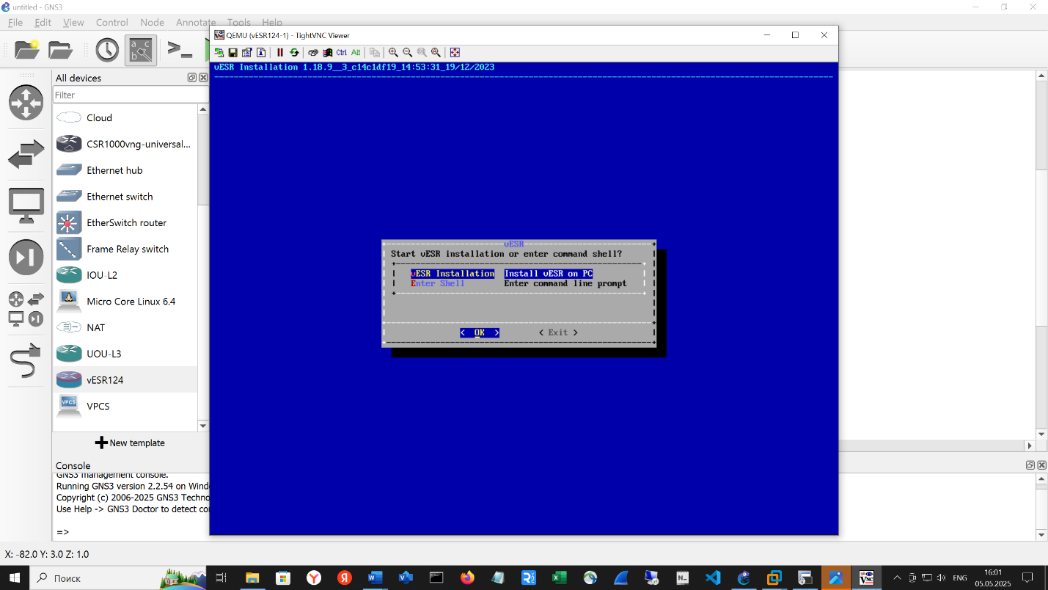 untitled - GNS3
File Edit View Control Node Annotate Tools Help
All devices
Filter
Cloud
CSR1000vng-universal...
Ethernet hub
Ethernet switch
EtherSwitch router
Frame Relay switch
IOU-L2
Micro Core Linux 6.4
NAT
UOU-L3
vESR124
VPCS
New template
Console
GNS3 management console.
Running GNS3 version 2.2.54 on Wind
Copyright (c) 2006-2025 GNS3 Techno
Use Help -> GNS3 Doctor to detect co
=>
X: -82.0 Y: 3.0 Z: 1.0
QEMU (vESR124-1) - TightVNC Viewer
Ctrl Alt
vESR Installation 1.18.9__3_c14c1df19_14:53:31_19/12/2023
vESR
Start vESR installation or enter command shell?
vESR Installation Install vESR on PC
Enter Shell Enter command line prompt
< OK > < Exit >
Поиск
ENG
16:01
05.05.2025